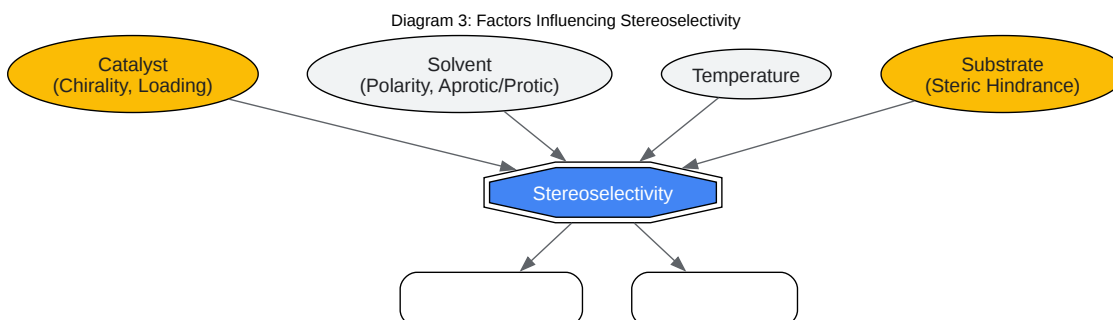 Diagram 3: Factors Influencing Stereoselectivity
Catalyst
(Chirality, Loading)
Solvent
(Polarity, Aprotic/Protic)
Temperature
Substrate
(Steric Hindrance)
Stereoselectivity